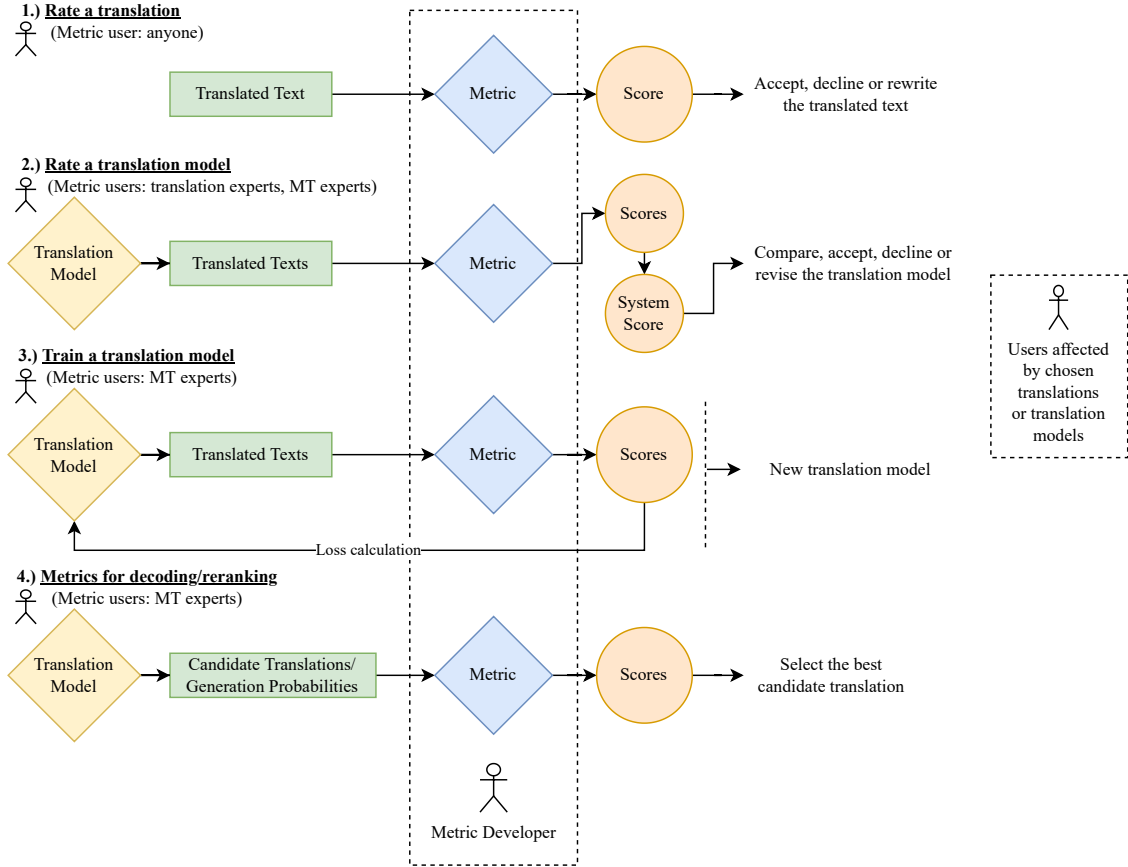 1.) Rate a translation
(Metric user: anyone)
Translated Text
Metric
Score
Accept, decline or rewrite
the translated text
2.) Rate a translation model
(Metric users: translation experts, MT experts)
Translation
Model
Translated Texts
Metric
Scores
System
Score
Compare, accept, decline or
revise the translation model
3.) Train a translation model
(Metric users: MT experts)
Translation
Model
Translated Texts
Metric
Scores
New translation model
Loss calculation
4.) Metrics for decoding/reranking
(Metric users: MT experts)
Translation
Model
Candidate Translations/
Generation Probabilities
Metric
Scores
Select the best
candidate translation
Metric Developer
Users affected
by chosen
translations
or translation
models